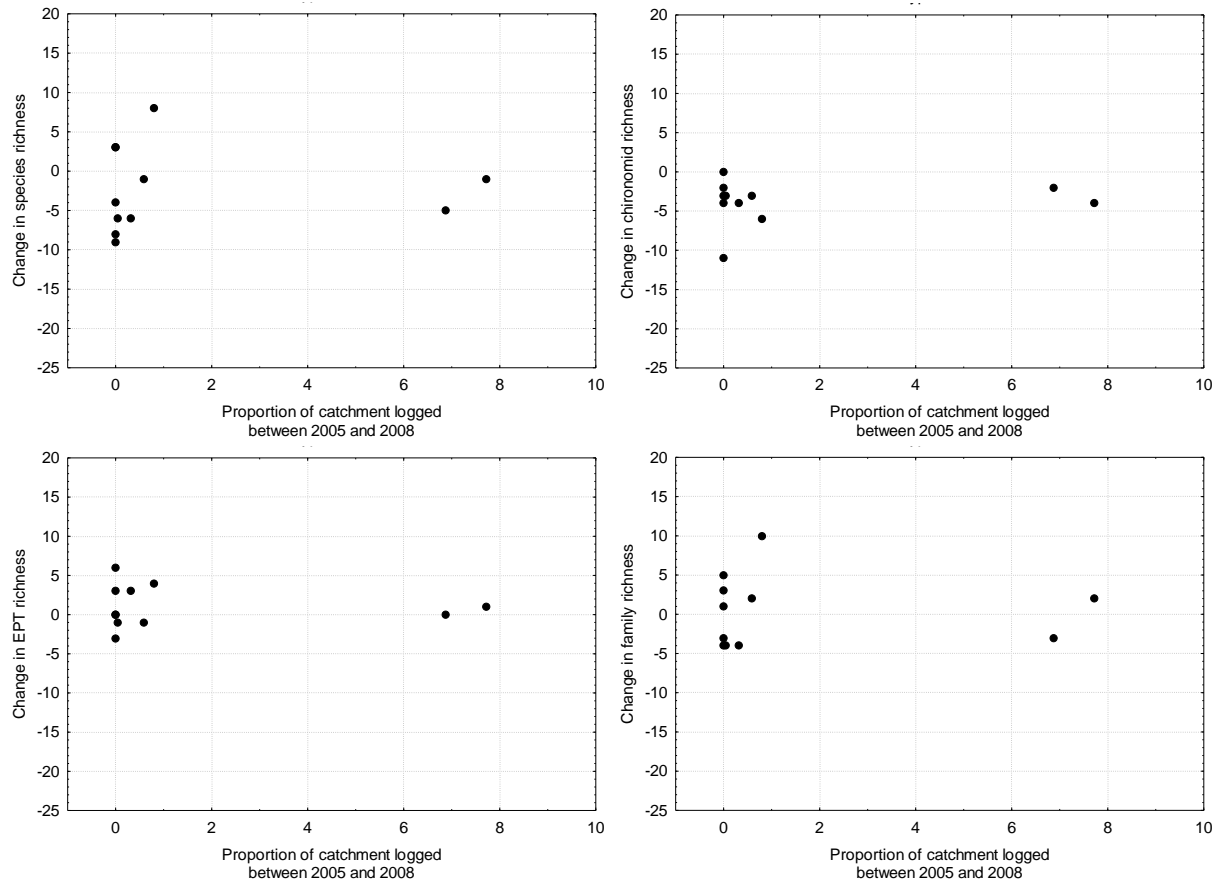 20
15
10
5
0
-5
-10
-15
-20
-25
Change in species richness
0 2 4 6 8 10
Proportion of catchment logged
between 2005 and 2008
20
15
10
5
0
-5
-10
-15
-20
-25
Change in chironomid richness
0 2 4 6 8 10
Proportion of catchment logged
between 2005 and 2008
20
15
10
5
0
-5
-10
-15
-20
-25
Change in EPT richness
0 2 4 6 8 10
Proportion of catchment logged
between 2005 and 2008
20
15
10
5
0
-5
-10
-15
-20
-25
Change in family richness
0 2 4 6 8 10
Proportion of catchment logged
between 2005 and 2008